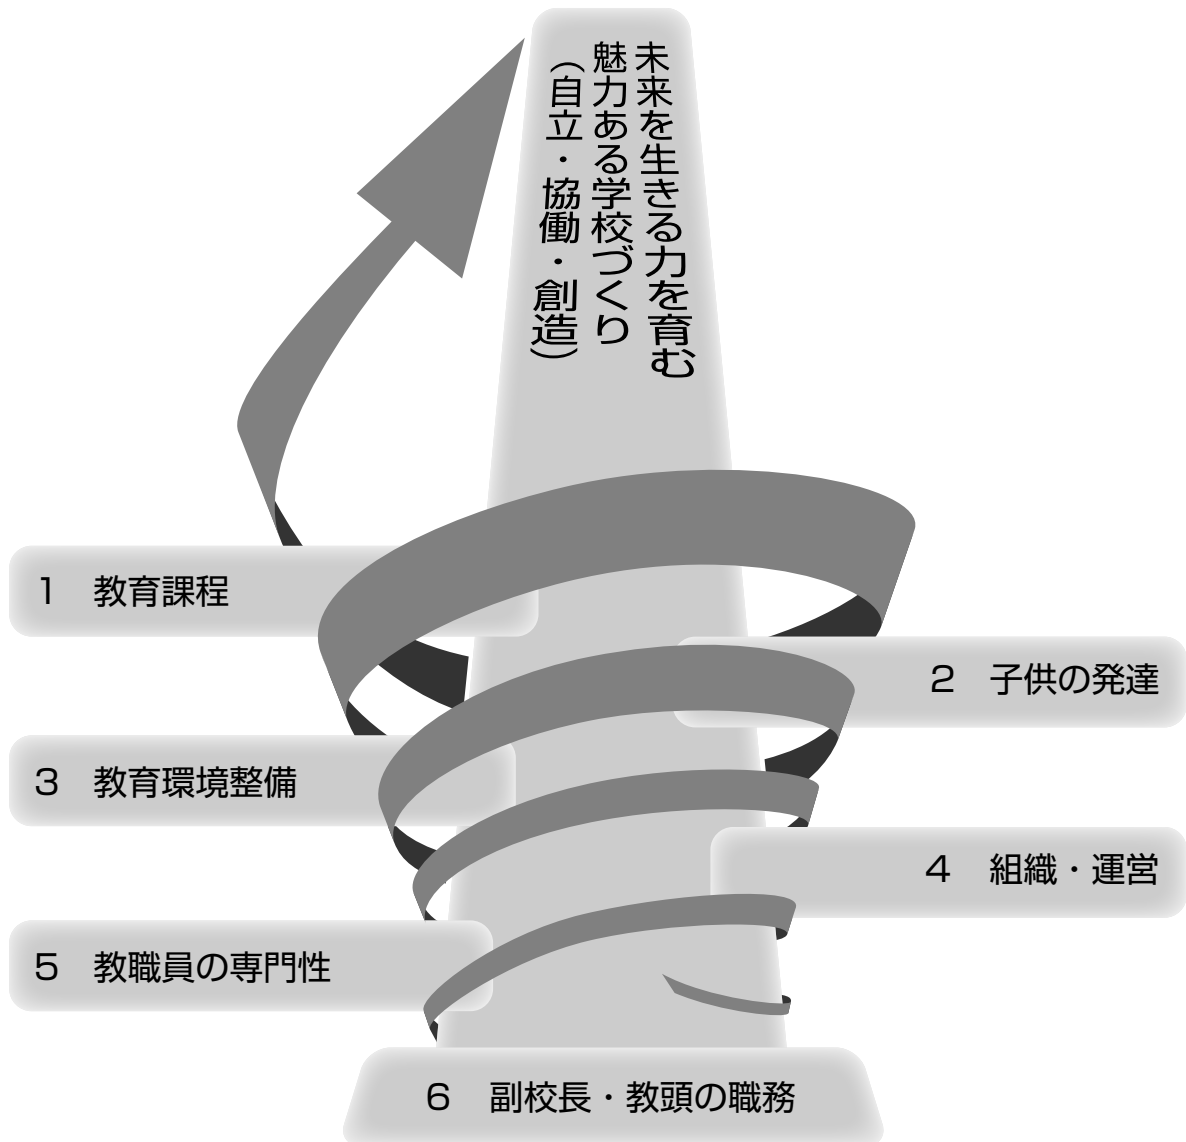 未来を生きる力を育む
魅力ある学校づくり
（自立・協働・創造）
1　教育課程
2　子供の発達
3　教育環境整備
4　組織・運営
5　教職員の専門性
6　副校長・教頭の職務